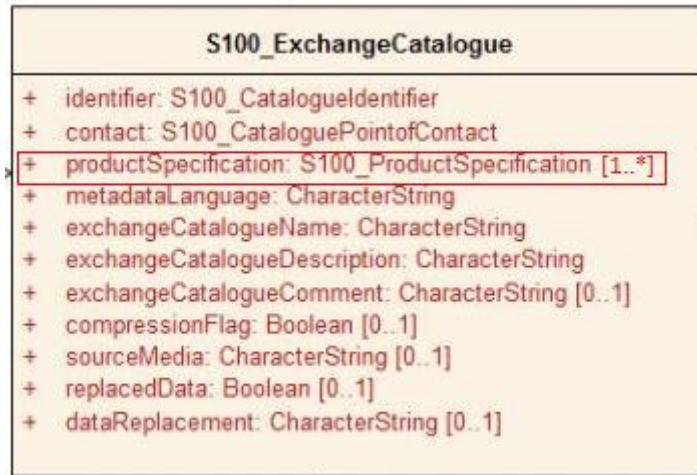 S100_ExchangeCatalogue
+ identifier: S100_CatalogueIdentifier
+ contact: S100_CataloguePointofContact
+ productSpecification: S100_ProductSpecification [1..*]
+ metadataLanguage: CharacterString
+ exchangeCatalogueName: CharacterString
+ exchangeCatalogueDescription: CharacterString
+ exchangeCatalogueComment: CharacterString [0..1]
+ compressionFlag: Boolean [0..1]
+ sourceMedia: CharacterString [0..1]
+ replacedData: Boolean [0..1]
+ dataReplacement: CharacterString [0..1]